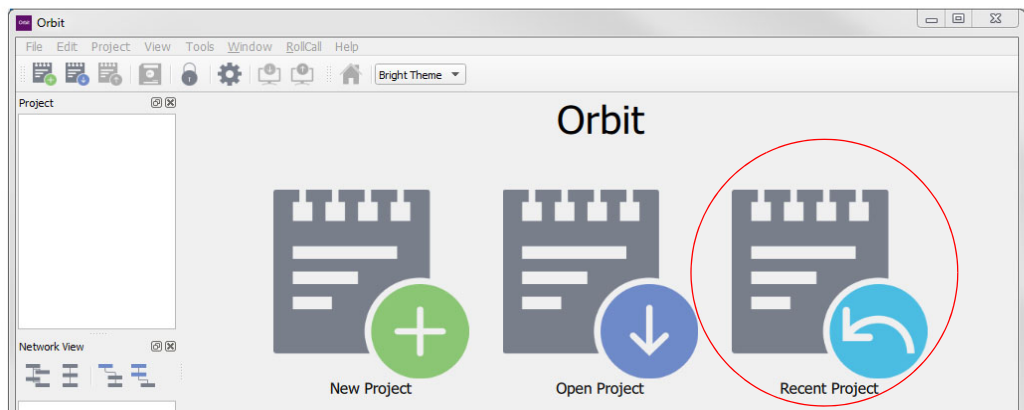 Orbit
File Edit Project View Tools Window RollCall Help
Bright Theme
Project
Orbit
New Project Open Project Recent Project
Network View